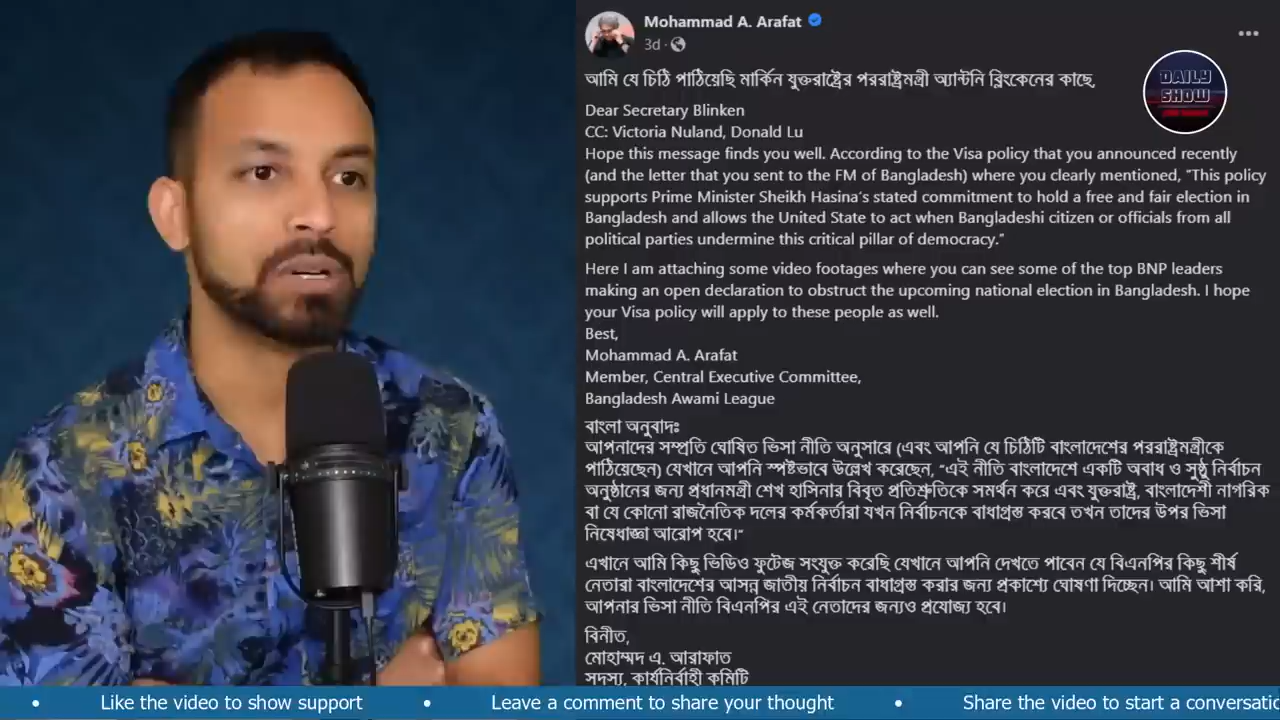 Mohammad A. Arafat
3d ·
আমি যে চিঠি পাঠিয়েছি মার্কিন যুক্তরাষ্ট্রের পররাষ্ট্রমন্ত্রী অ্যান্টনি ব্লিংকেনের কাছে,
DAILY
SHOW
Dear Secretary Blinken
CC: Victoria Nuland, Donald Lu
Hope this message finds you well. According to the Visa policy that you announced recently
(and the letter that you sent to the FM of Bangladesh) where you clearly mentioned, “This policy
supports Prime Minister Sheikh Hasina´s stated commitment to hold a free and fair election in
Bangladesh and allows the United State to act when Bangladeshi citizen or officials from all
political parties undermine this critical pillar of democracy.”
Here I am attaching some video footages where you can see some of the top BNP leaders
making an open declaration to obstruct the upcoming national election in Bangladesh. I hope
your Visa policy will apply to these people as well.
Best,
Mohammad A. Arafat
Member, Central Executive Committee,
Bangladesh Awami League
বাংলা অনুবাদঃ
আপনাদের সম্প্রতি ঘোষিত ভিসা নীতি অনুসারে (এবং আপনি যে চিঠিটি বাংলাদেশের পররাষ্ট্রমন্ত্রীকে
পাঠিয়েছেন) যেখানে আপনি স্পষ্টভাবে উল্লেখ করেছেন, “এই নীতি বাংলাদেশে একটি অবাধ ও সুষ্ঠু নির্বাচন
অনুষ্ঠানের জন্য প্রধানমন্ত্রী শেখ হাসিনার বিবৃত প্রতিশ্রুতিকে সমর্থন করে এবং যুক্তরাষ্ট্র, বাংলাদেশী নাগরিক
বা যে কোনো রাজনৈতিক দলের কর্মকর্তারা যখন নির্বাচনকে বাধাগ্রস্ত করবে তখন তাদের উপর ভিসা
নিষেধাজ্ঞা আরোপ হবে।“
এখানে আমি কিছু ভিডিও ফুটেজ সংযুক্ত করেছি যেখানে আপনি দেখতে পাবেন যে বিএনপির কিছু শীর্ষ
নেতারা বাংলাদেশের আসন্ন জাতীয় নির্বাচন বাধাগ্রস্ত করার জন্য প্রকাশ্যে ঘোষণা দিচ্ছেন। আমি আশা করি,
আপনার ভিসা নীতি বিএনপির এই নেতাদের জন্যও প্রযোজ্য হবে।
বিনীত,
মোহাম্মদ এ. আরাফাত
সদস্য, কার্যনির্বাহী কমিটি
• Like the video to show support • Leave a comment to share your thought • Share the video to start a conversatio